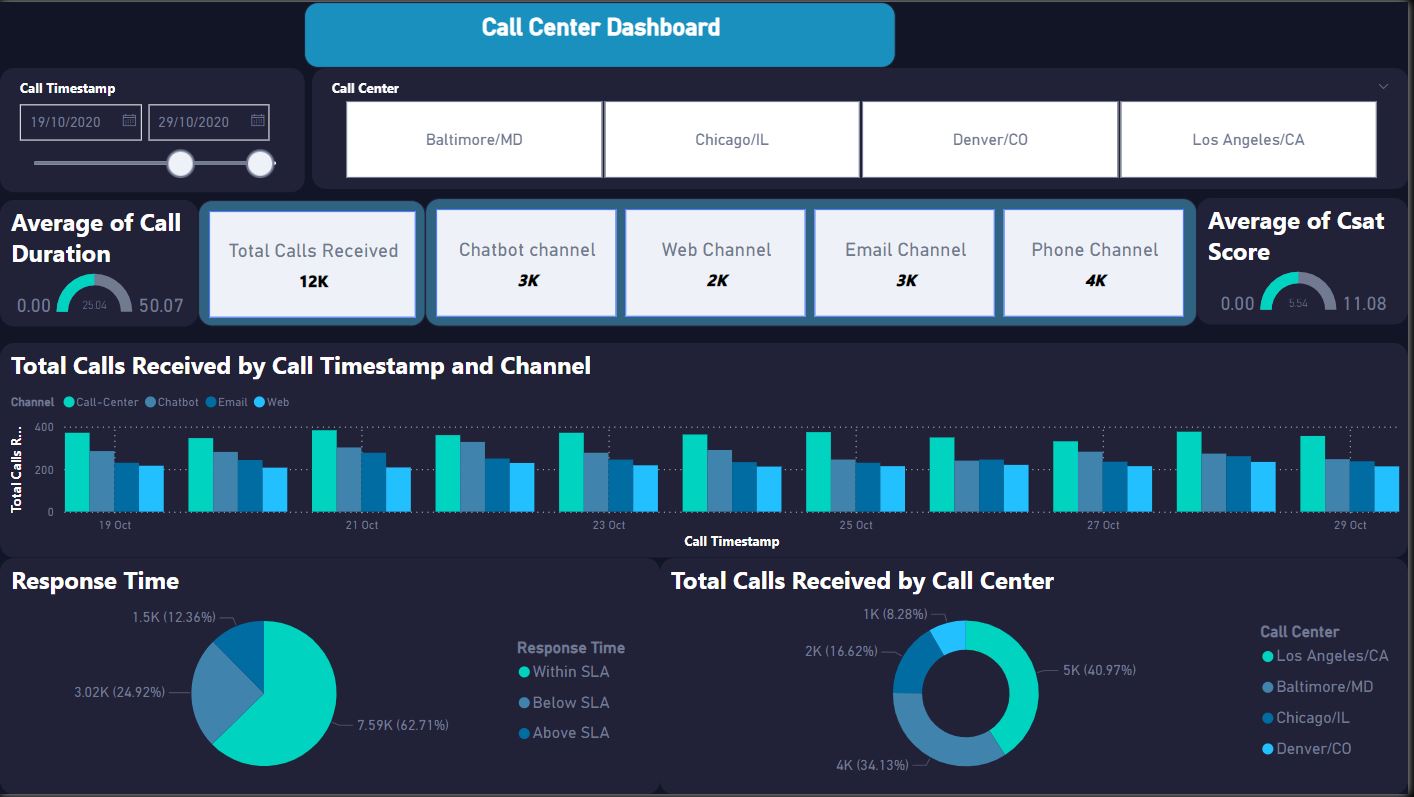 Call Center Dashboard
Call Timestamp
19/10/2020
29/10/2020
Call Center
Baltimore/MD
Chicago/IL
Denver/CO
Los Angeles/CA
Average of Call
Duration
0.00
25.04
50.07
Total Calls Received
12K
Chatbot channel
3K
Web Channel
2K
Email Channel
3K
Phone Channel
4K
Average of Csat
Score
0.00
5.54
11.08
Total Calls Received by Call Timestamp and Channel
Channel Call-Center Chatbot Email Web
Total Calls R...
400
200
0
19 Oct
21 Oct
23 Oct
25 Oct
27 Oct
29 Oct
Call Timestamp
Response Time
1.5K (12.36%)
3.02K (24.92%)
7.59K (62.71%)
Response Time
Within SLA
Below SLA
Above SLA
Total Calls Received by Call Center
1K (8.28%)
2K (16.62%)
5K (40.97%)
4K (34.13%)
Call Center
Los Angeles/CA
Baltimore/MD
Chicago/IL
Denver/CO